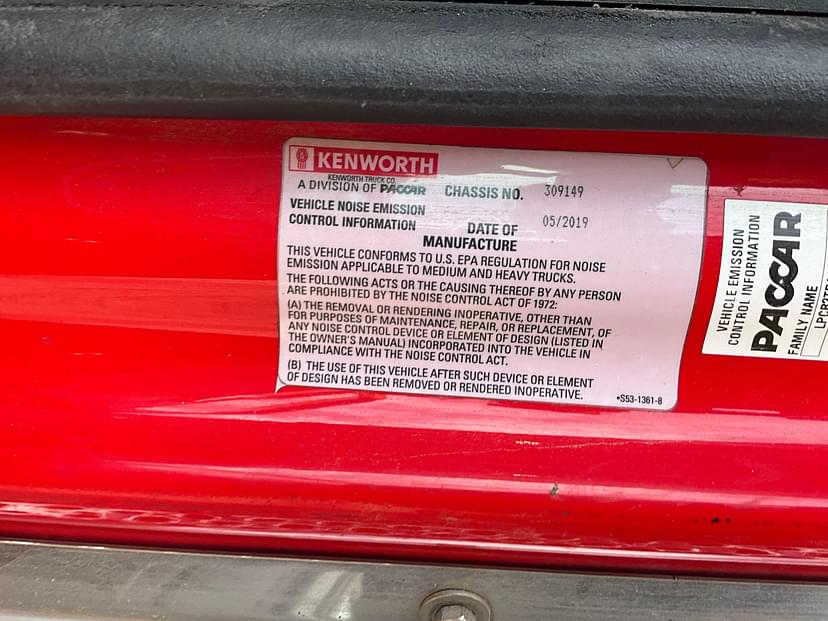 KENWORTH
KENWORTH TRUCK CO.
A DIVISION OF PACCAR CHASSIS NO. 309149
VEHICLE NOISE EMISSION
CONTROL INFORMATION
DATE OF
MANUFACTURE
05/2019
THIS VEHICLE CONFORMS TO U.S. EPA REGULATION FOR NOISE
EMISSION APPLICABLE TO MEDIUM AND HEAVY TRUCKS.
THE FOLLOWING ACTS OR THE CAUSING THEREOF BY ANY PERSON
ARE PROHIBITED BY THE NOISE CONTROL ACT OF 1972:
(A) THE REMOVAL OR RENDERING INOPERATIVE, OTHER THAN
FOR PURPOSES OF MAINTENANCE, REPAIR, OR REPLACEMENT, OF
ANY NOISE CONTROL DEVICE OR ELEMENT OF DESIGN (LISTED IN
THE OWNER'S MANUAL) INCORPORATED INTO THE VEHICLE IN
COMPLIANCE WITH THE NOISE CONTROL ACT.
(B) THE USE OF THIS VEHICLE AFTER SUCH DEVICE OR ELEMENT
OF DESIGN HAS BEEN REMOVED OR RENDERED INOPERATIVE.
•S53-1361-8
VEHICLE EMISSION
CONTROL INFORMATION
PACCAR
FAMILY NAME